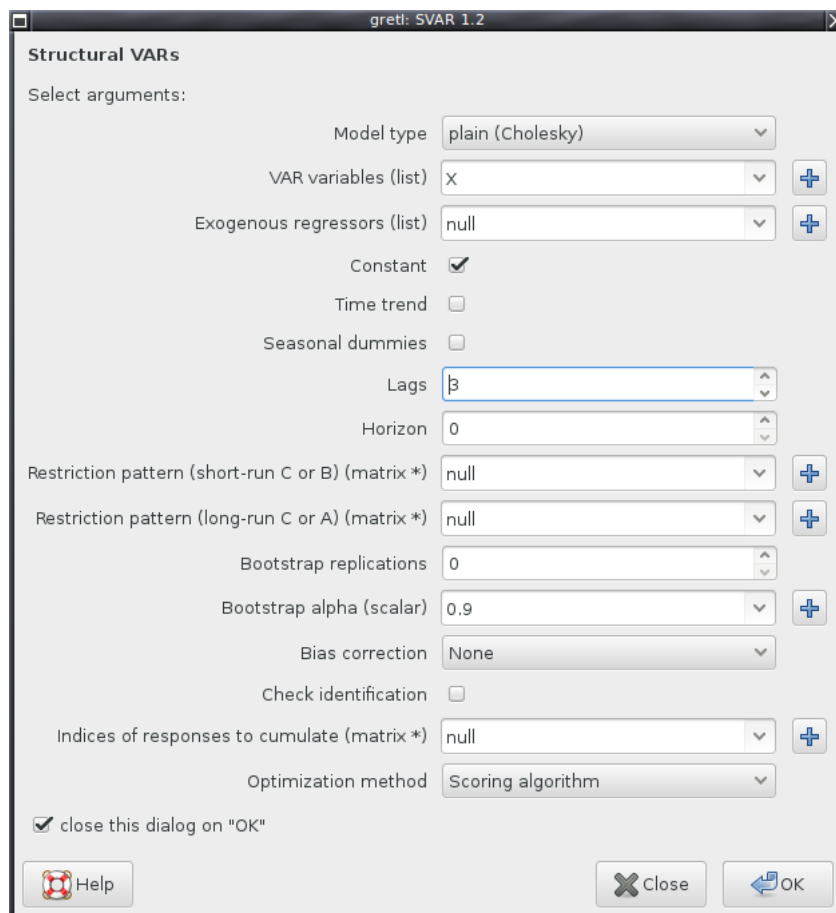 gretl: SVAR 1.2
Structural VARs
Select arguments:
Model type plain (Cholesky)
VAR variables (list) X
Exogenous regressors (list) null
Constant
Time trend
Seasonal dummies
Lags 3
Horizon 0
Restriction pattern (short-run C or B) (matrix *) null
Restriction pattern (long-run C or A) (matrix *) null
Bootstrap replications 0
Bootstrap alpha (scalar) 0.9
Bias correction None
Check identification
Indices of responses to cumulate (matrix *) null
Optimization method Scoring algorithm
close this dialog on "OK"
Help Close OK